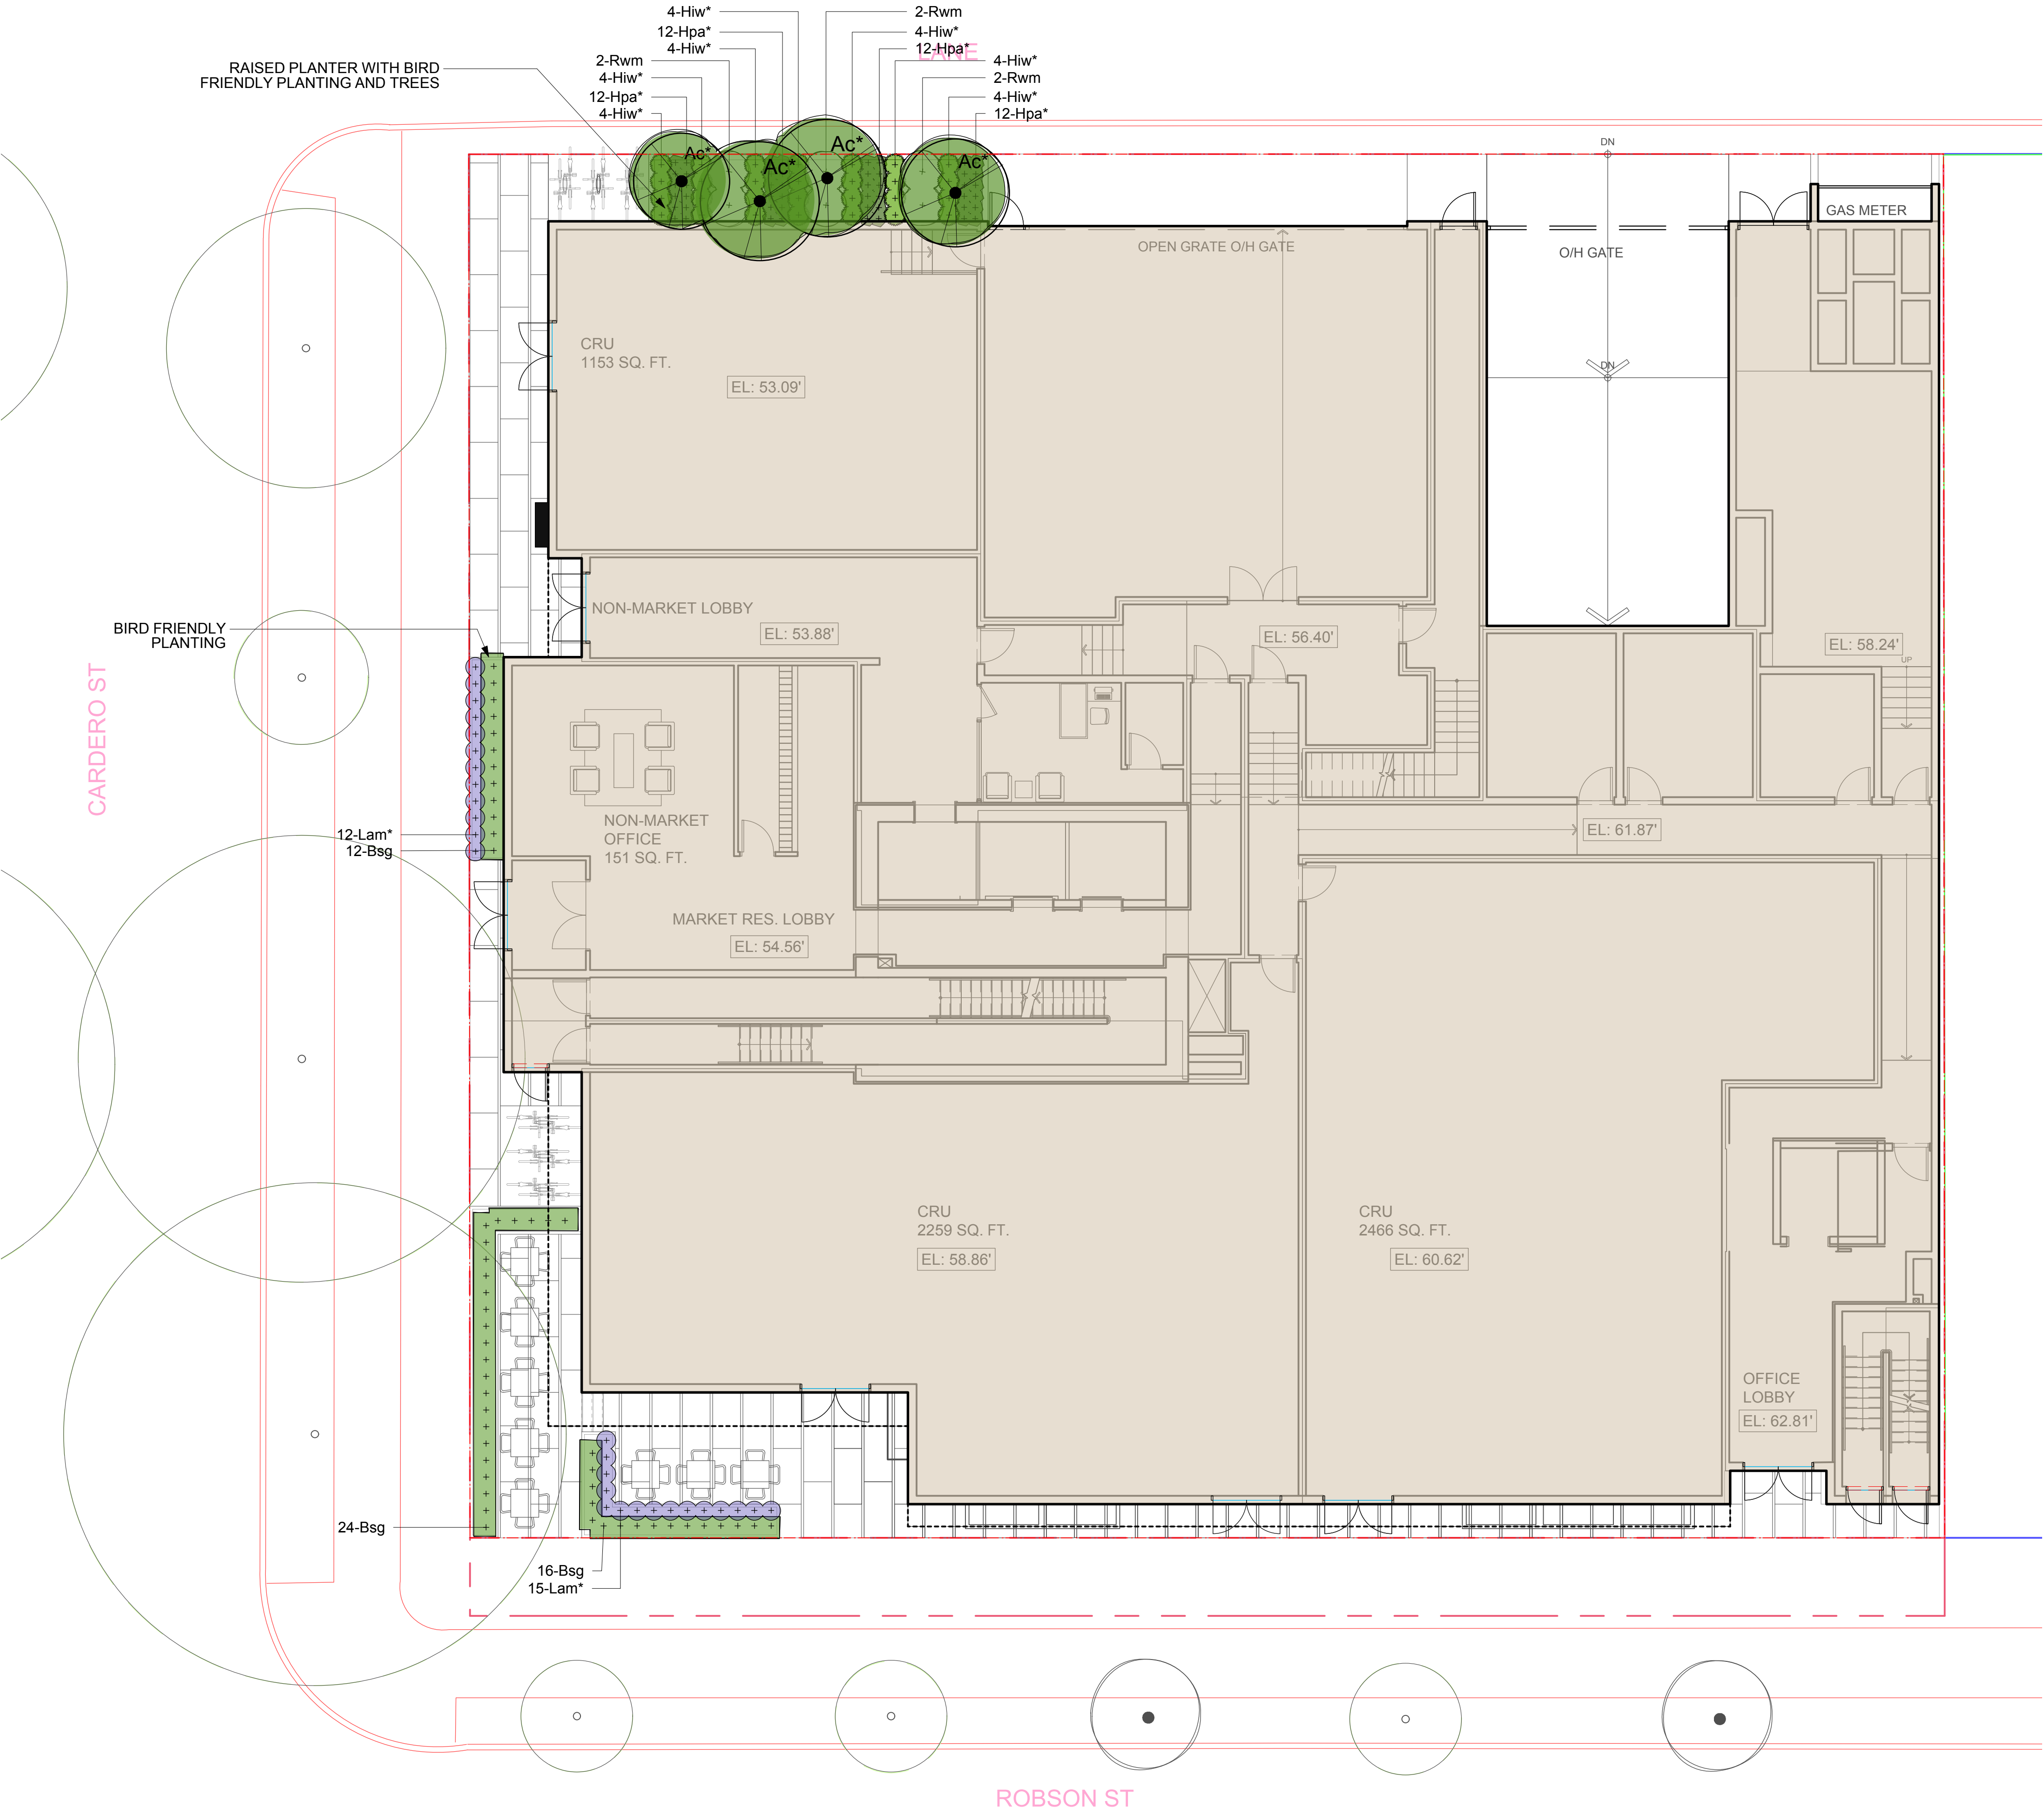 4-Hiw*
2-Rwm
12-Hpa*
4-Hiw*
4-Hiw*
12-Hpa*
LANE
2-Rwm
4-Hiw*
RAISED PLANTER WITH BIRD
FRIENDLY PLANTING AND TREES
4-Hiw*
2-Rwm
12-Hpa*
4-Hiw*
4-Hiw*
12-Hpa*
Ac*
Ac*
Ac*
Ac*
DN
GAS METER
OPEN GRATE O/H GATE
O/H GATE
CRU
1153 SQ. FT.
DN
EL: 53.09'
NON-MARKET LOBBY
EL: 53.88'
EL: 56.40'
EL: 58.24'
UP
BIRD FRIENDLY
PLANTING
CARDERO ST
NON-MARKET
OFFICE
151 SQ. FT.
EL: 61.87'
12-Lam*
12-Bsg
MARKET RES. LOBBY
EL: 54.56'
CRU
2259 SQ. FT.
EL: 58.86'
CRU
2466 SQ. FT.
EL: 60.62'
OFFICE
LOBBY
EL: 62.81'
24-Bsg
16-Bsg
15-Lam*
ROBSON ST